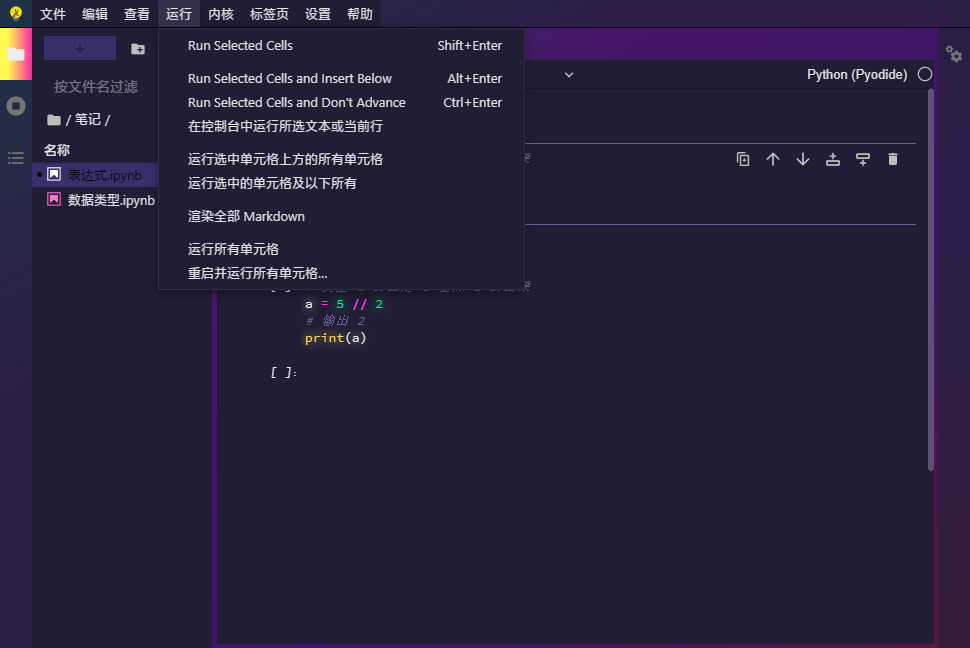 文件 编辑 查看 运行 内核 标签页 设置 帮助
Run Selected Cells Shift+Enter
Run Selected Cells and Insert Below Alt+Enter
Run Selected Cells and Don't Advance Ctrl+Enter
在控制台中运行所选文本或当前行
运行选中单元格上方的所有单元格
运行选中的单元格及以下所有
渲染全部 Markdown
运行所有单元格
重启并运行所有单元格...
+
按文件名过滤
/ 笔记 /
名称
表达式.ipynb
数据类型.ipynb
Python (Pyodide)
a = 5 // 2
# 输出 2
print(a)
[ ]: